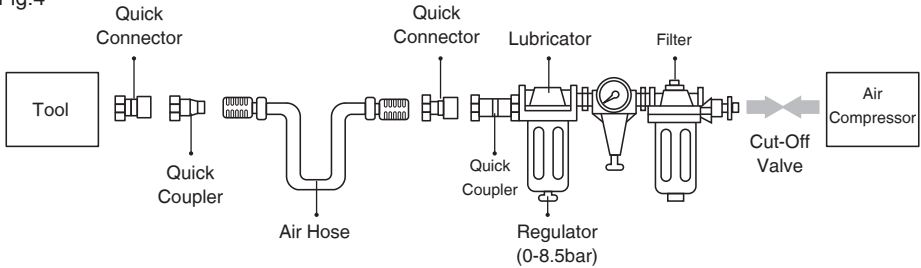 Fig.4
Quick
Connector
Quick
Connector
Lubricator
Filter
Tool
Air
Compressor
Quick
Coupler
Air Hose
Quick
Coupler
Regulator
(0-8.5bar)
Cut-Off
Valve